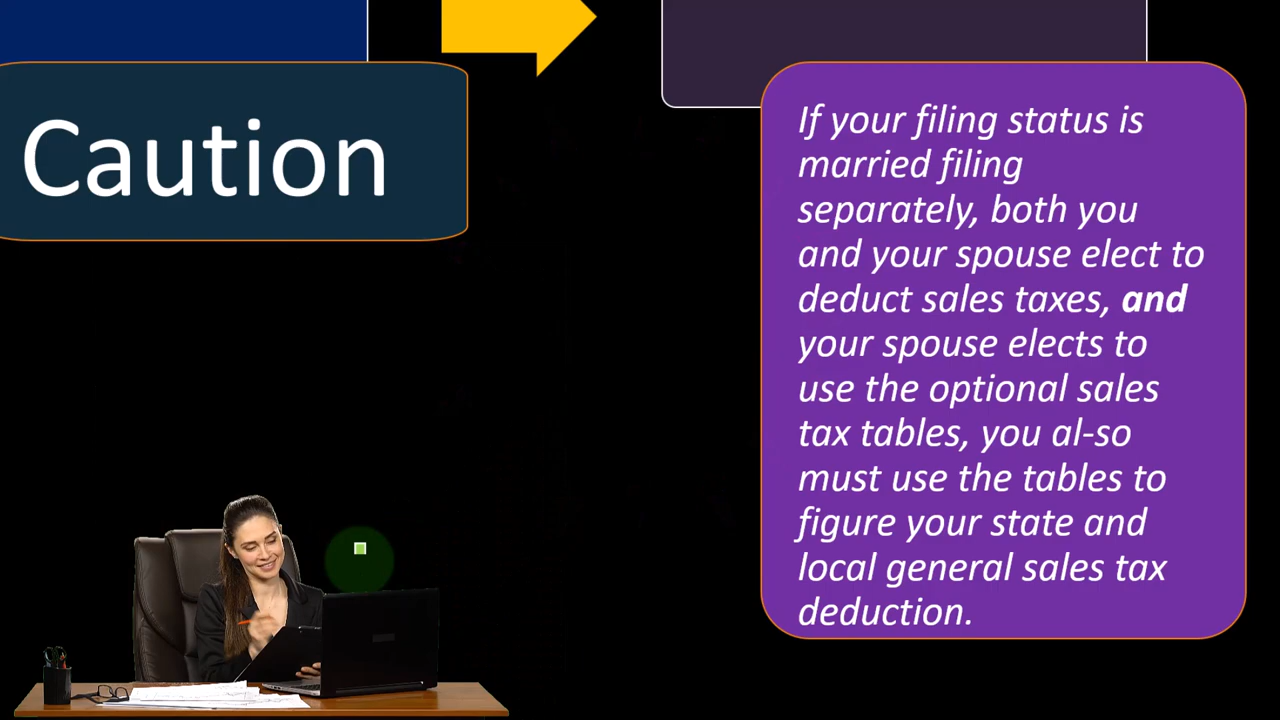 Caution
If your filing status is
married filing
separately, both you
and your spouse elect to
deduct sales taxes, and
your spouse elects to
use the optional sales
tax tables, you al-so
must use the tables to
figure your state and
local general sales tax
deduction.